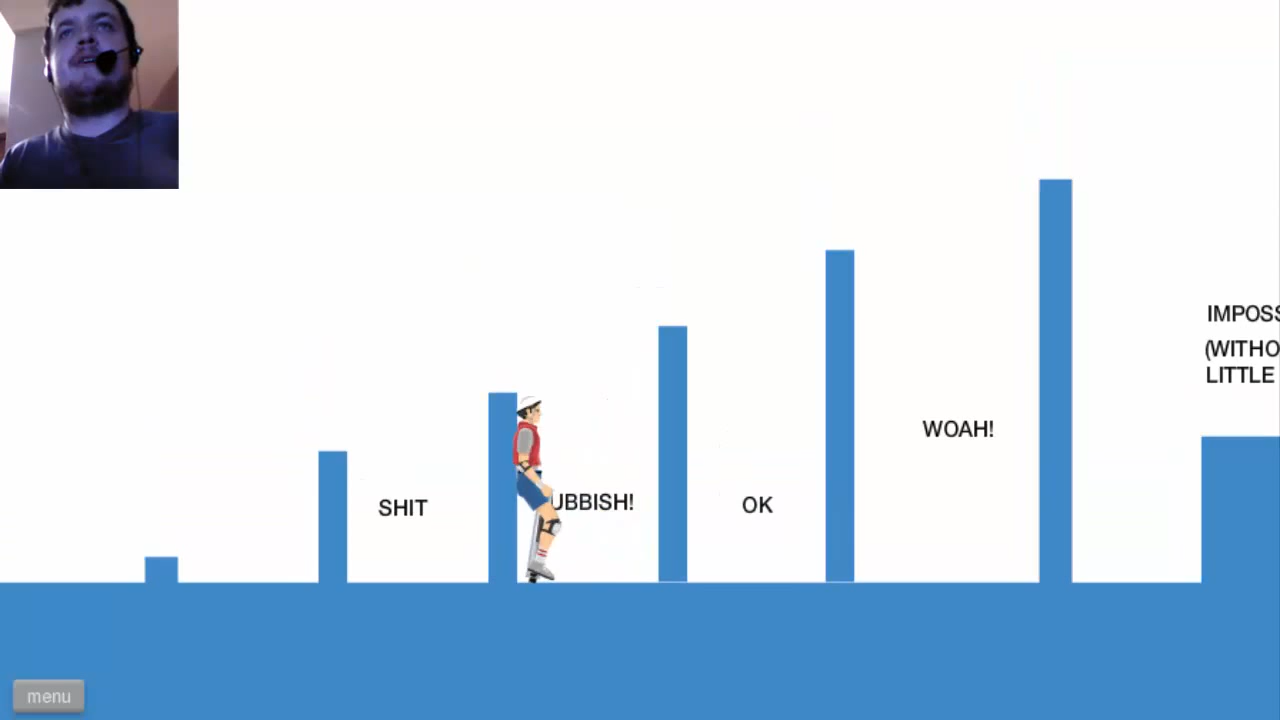 IMPOSS
(WITHO
LITTLE
WOAH!
SHIT
UBBISH!
OK
menu